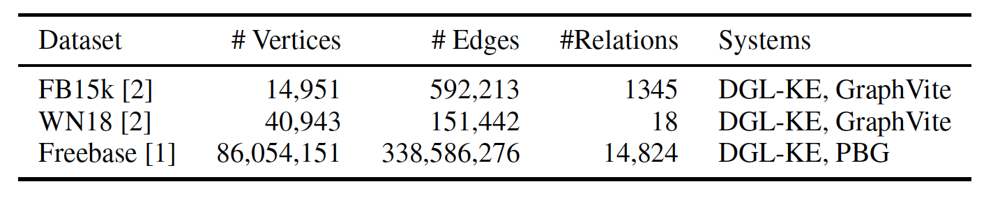 Dataset # Vertices # Edges #Relations Systems
FB15k [2] 14,951 592,213 1345 DGL-KE, GraphVite
WN18 [2] 40,943 151,442 18 DGL-KE, GraphVite
Freebase [1] 86,054,151 338,586,276 14,824 DGL-KE, PBG